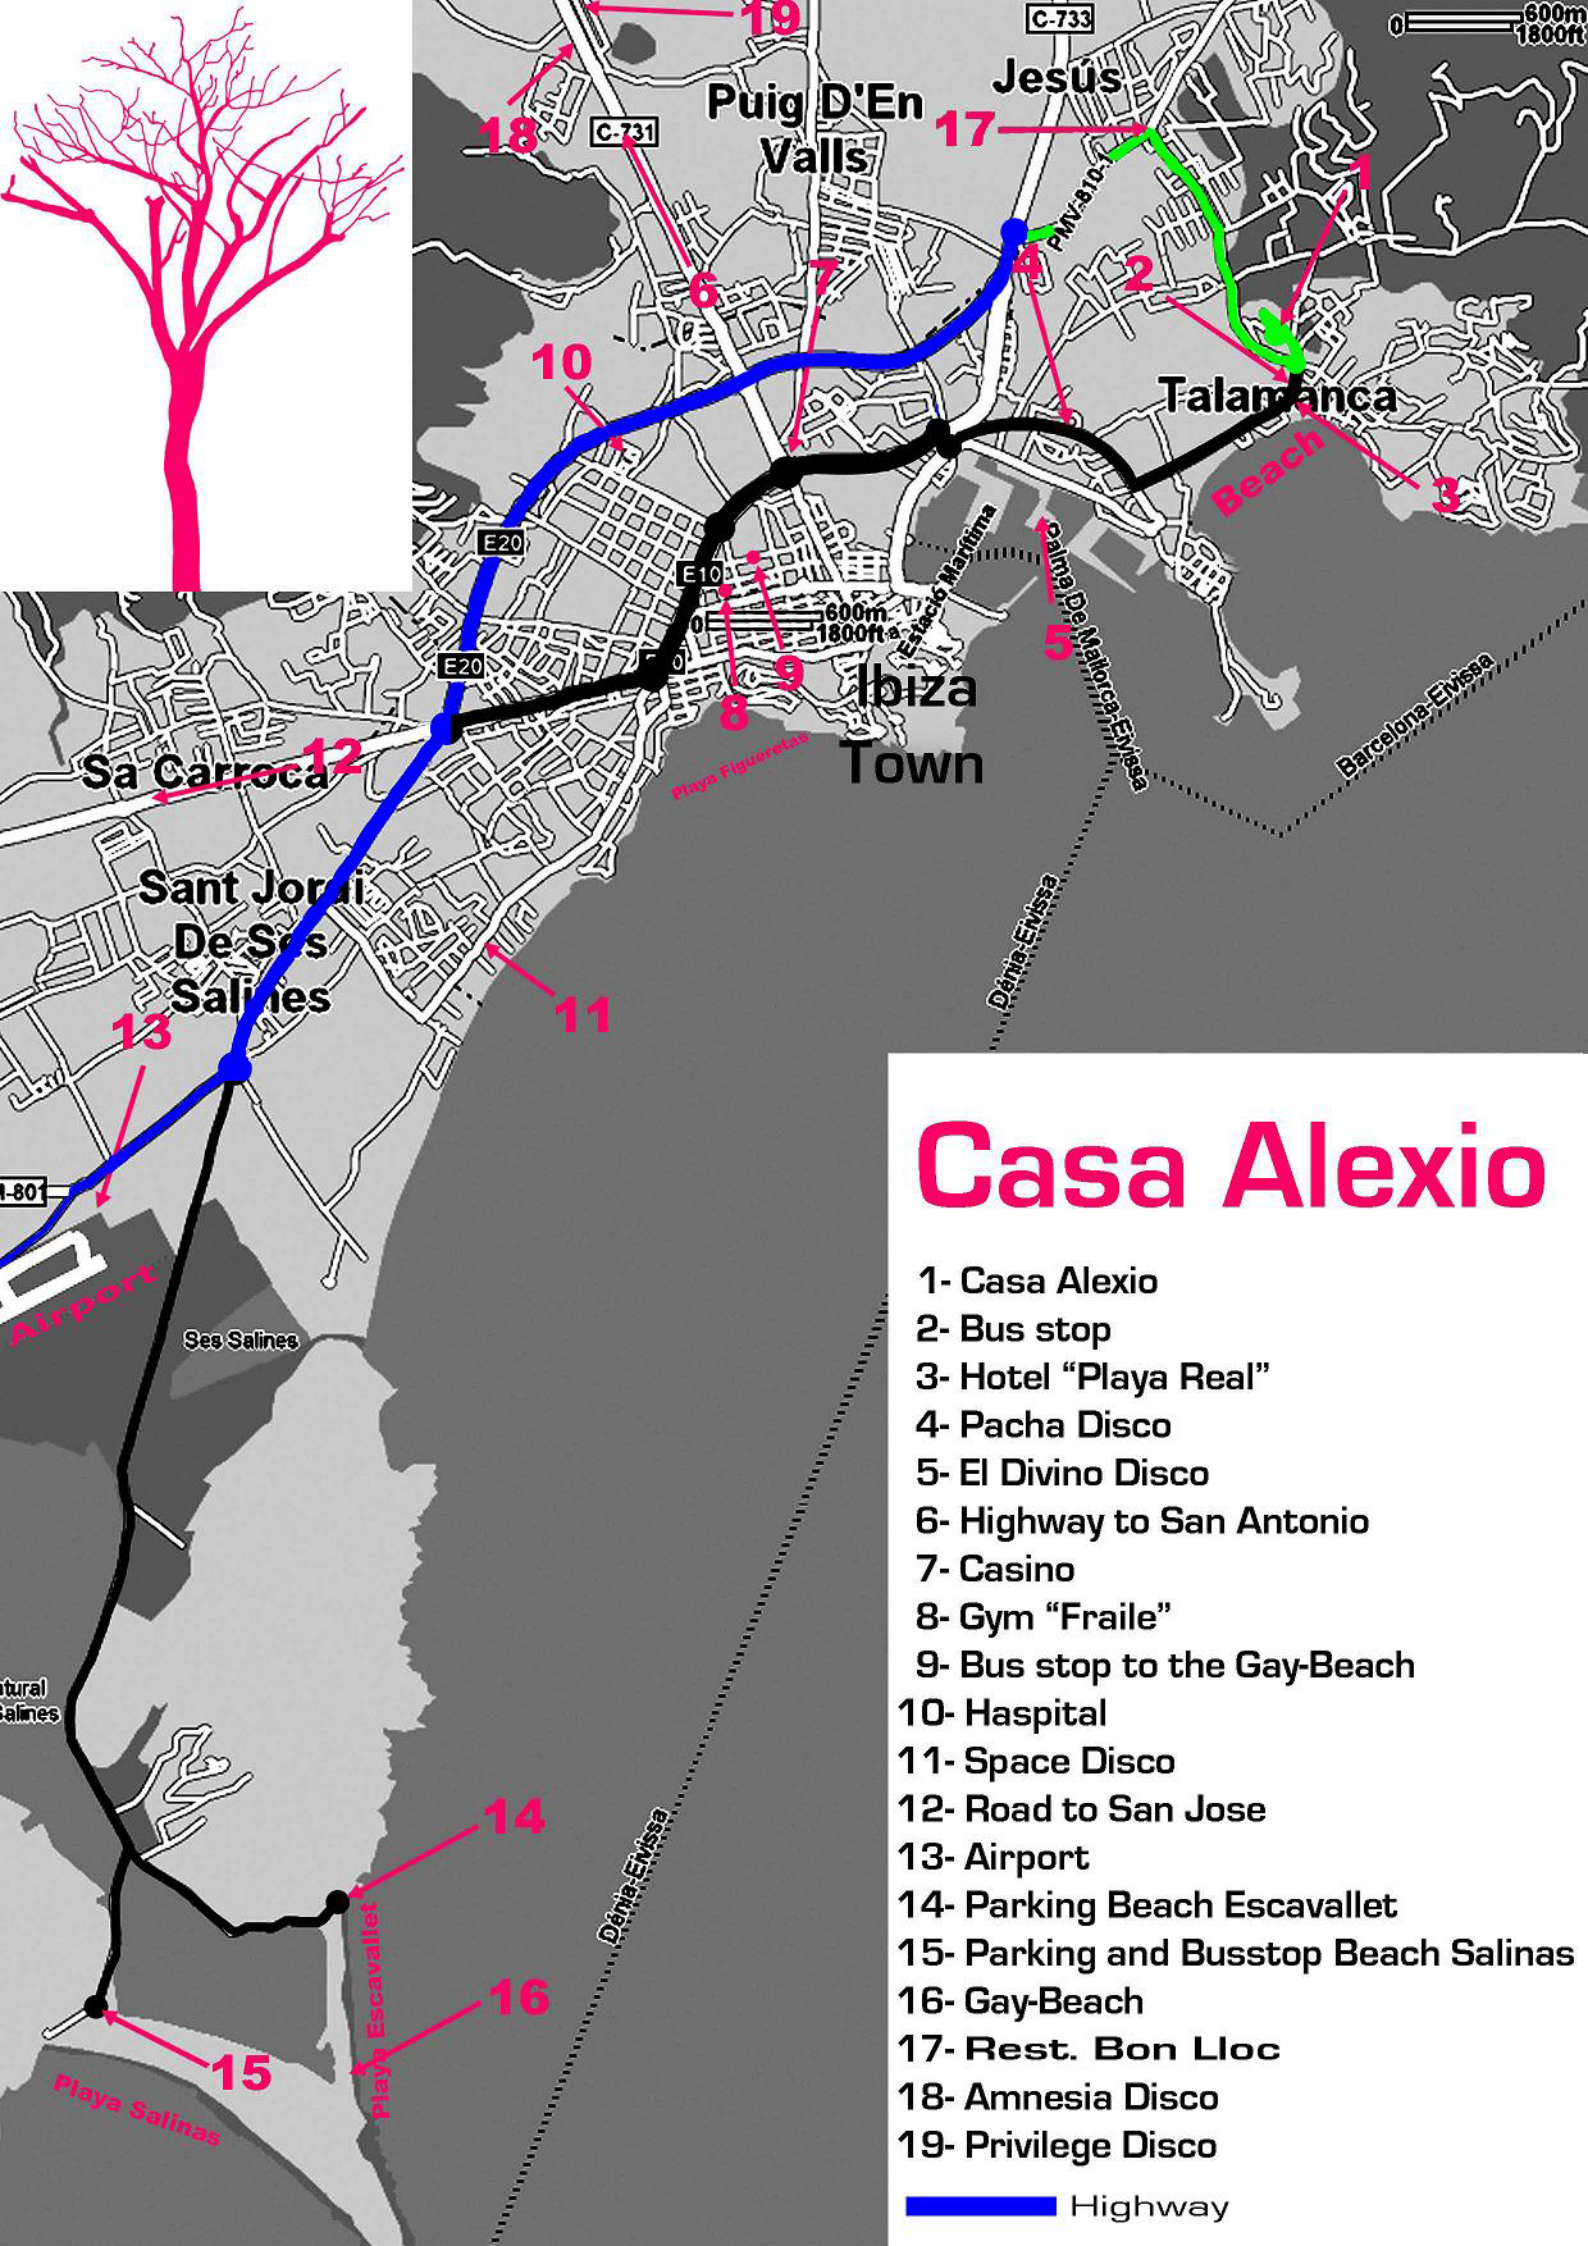 19
C-733
0
600m
1800ft
Jesús
Puig D'En
Valls
18
C-731
17
1
PMV-810-1
4
2
6
7
10
Talamanca
Beach
3
E20
E10
0
600m
1800ft
Estació Marítima
Palma De Mallorca-Eivissa
5
9
8
E20
Ibiza
Town
Playa Figueretas
Barcelona-Eivissa
12
Sa Carroca
Sant Jordi
De Ses
Salines
Dénia-Eivissa
13
11
-801
Airport
Ses Salines
Casa Alexio
1- Casa Alexio
2- Bus stop
3- Hotel “Playa Real”
4- Pacha Disco
5- El Divino Disco
6- Highway to San Antonio
7- Casino
8- Gym “Fraile”
9- Bus stop to the Gay-Beach
10- Haspital
11- Space Disco
12- Road to San Jose
13- Airport
14- Parking Beach Escavallet
15- Parking and Busstop Beach Salinas
16- Gay-Beach
17- Rest. Bon Lloc
18- Amnesia Disco
19- Privilege Disco
Highway
tural
Salines
14
Dénia-Eivissa
Playa Escavallet
16
15
Playa Salinas